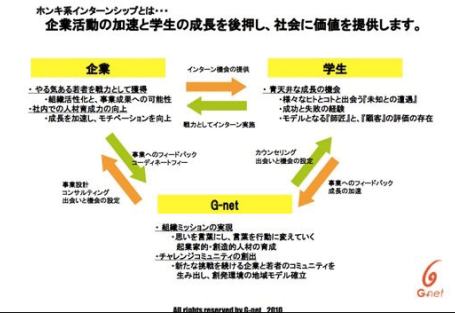 ホンキ系インターンシップとは・・・
企業活動の加速と学生の成長を後押し、社会に価値を提供します。
企業
インターン機会の提供
学生
・ やる気ある若者を戦力として獲得
・組織活性化と、事業成果への可能性
・社内での人材育成力の向上
・成長を加速し、モチベーションを向上
戦力としてインターン実施
・ 青天井な成長の機会
・様々なヒトとコトと出会う『未知との遭遇』
・成功と失敗の経験
・モデルとなる『師匠』と、『顧客』の評価の存在
事業へのフィードバック
コーディネートフィー
カウンセリング
出会いと機会の設定
事業設計
コンサルティング
出会いと機会の設定
事業へのフィードバック
成長の加速
G-net
・ 組織ミッションの実現
・思いを言葉にし、言葉を行動に変えていく
起業家的・創造的人材の育成
・チャレンジコミュニティの創出
・新たな挑戦を続ける企業と若者のコミュニティを
生み出し、創発環境の地域モデル確立
G-net
All rights reserved by G-net 2010